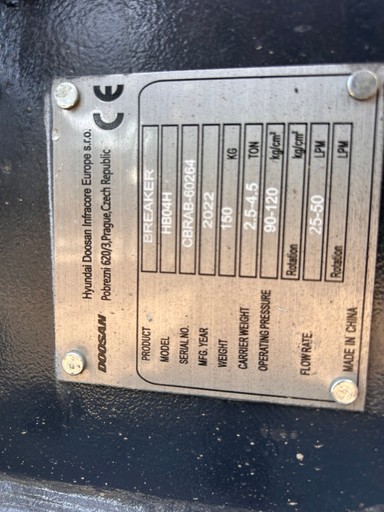 DOOSAN Hyundai Doosan Infracore Europe s.r.o.
Pobrezni 620/3,Prague,Czech Republic CE
PRODUCT BREAKER
MODEL HB04H
SERIAL NO. CBRAB-60264
MFG. YEAR 2022
WEIGHT 150 KG
CARRIER WEIGHT 2.5-4.5 TON
OPERATING PRESSURE 90-120 kg/cm²
Rotation kg/cm²
FLOW RATE 25-50 LPM
Rotation LPM
MADE IN CHINA